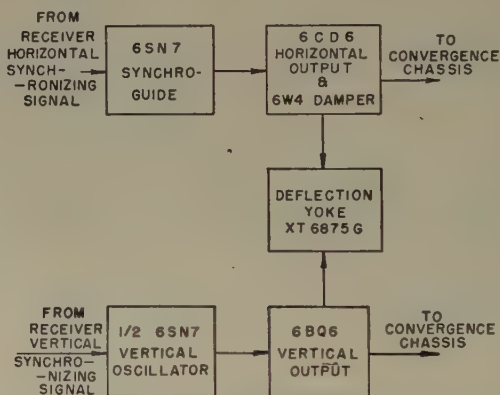 FROM
RECEIVER
HORIZONTAL
SYNCH-
-RONIZING
SIGNAL
6SN7
SYNCHRO-
GUIDE
6CD6
HORIZONTAL
OUTPUT
&
6W4 DAMPER
TO
CONVERGENCE
CHASSIS
DEFLECTION
YOKE
XT 6875G
FROM
RECEIVER
VERTICAL
SYNCHRO-
-NIZING
SIGNAL
1/2 6SN7
VERTICAL
OSCILLATOR
6BQ6
VERTICAL
OUTPUT
TO
CONVERGENCE
CHASSIS